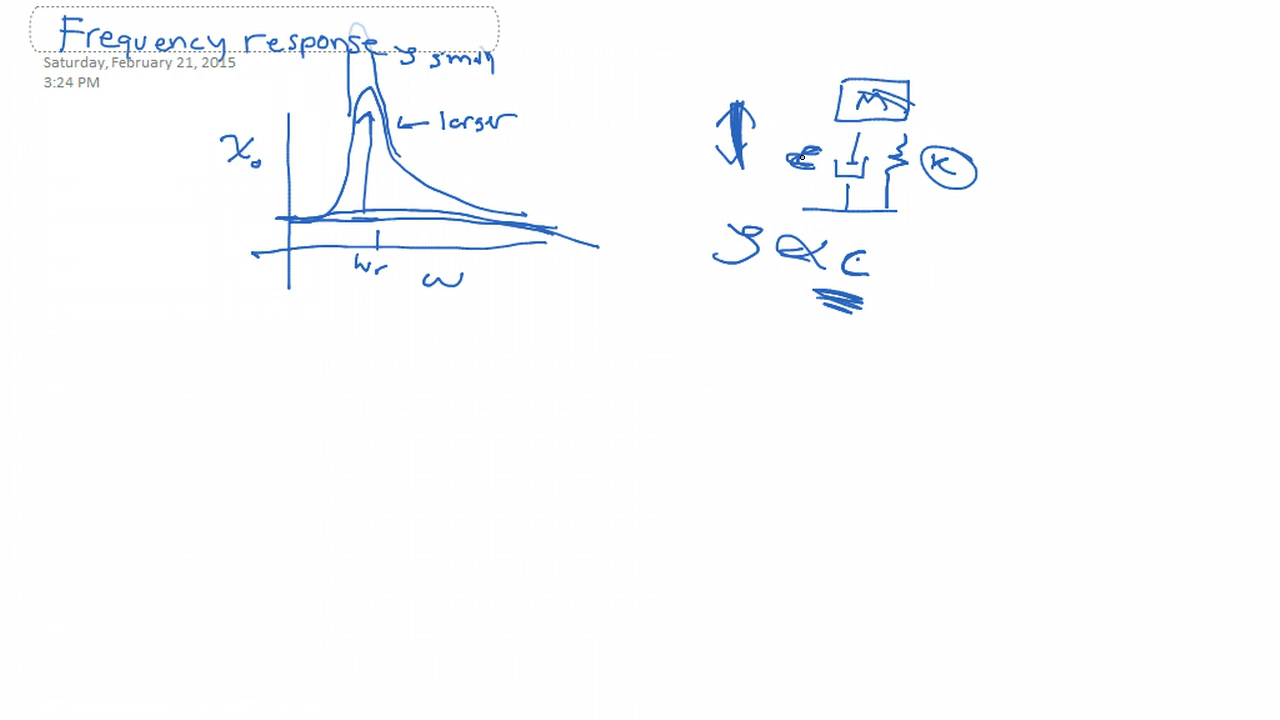 Frequency response
Saturday, February 21, 2015
3:24 PM
ζ small
← larger
x₀
ωr
ω
M
c
K
ζ ∝ c